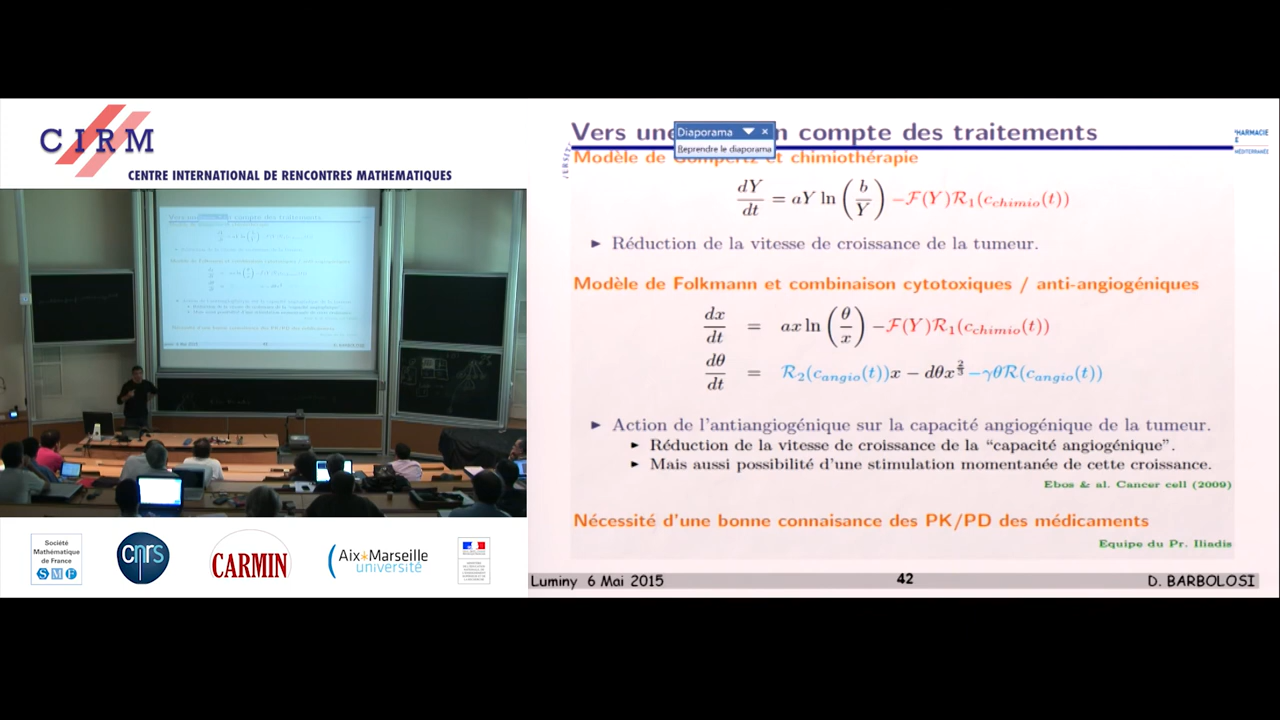 CIRM
CENTRE INTERNATIONAL DE RENCONTRES MATHEMATIQUES
Vers une n compte des traitements
Diaporama
Reprendre le diaporama
PHARMACIE
MÉDITERRANÉE
Modèle de Gompertz et chimiothérapie
dY/dt = aY ln (b/Y) −F(Y)R₁(c_chimio(t))
► Réduction de la vitesse de croissance de la tumeur.
Modèle de Folkmann et combinaison cytotoxiques / anti-angiogéniques
dx/dt = ax ln (θ/x) −F(Y)R₁(c_chimio(t))
dθ/dt = R₂(c_angio(t))x − dθx^(2/3) −γθR(c_angio(t))
► Action de l'antiangiogénique sur la capacité angiogénique de la tumeur.
► Réduction de la vitesse de croissance de la “capacité angiogénique”.
► Mais aussi possibilité d'une stimulation momentanée de cette croissance.
Ebos & al. Cancer cell (2009)
Nécessité d'une bonne connaisance des PK/PD des médicaments
Equipe du Pr. Iliadis
Luminy 6 Mai 2015 42 D. BARBOLOSI
Société
Mathématique
de France
SMF
cnrs
CARMIN
Aix*Marseille
université